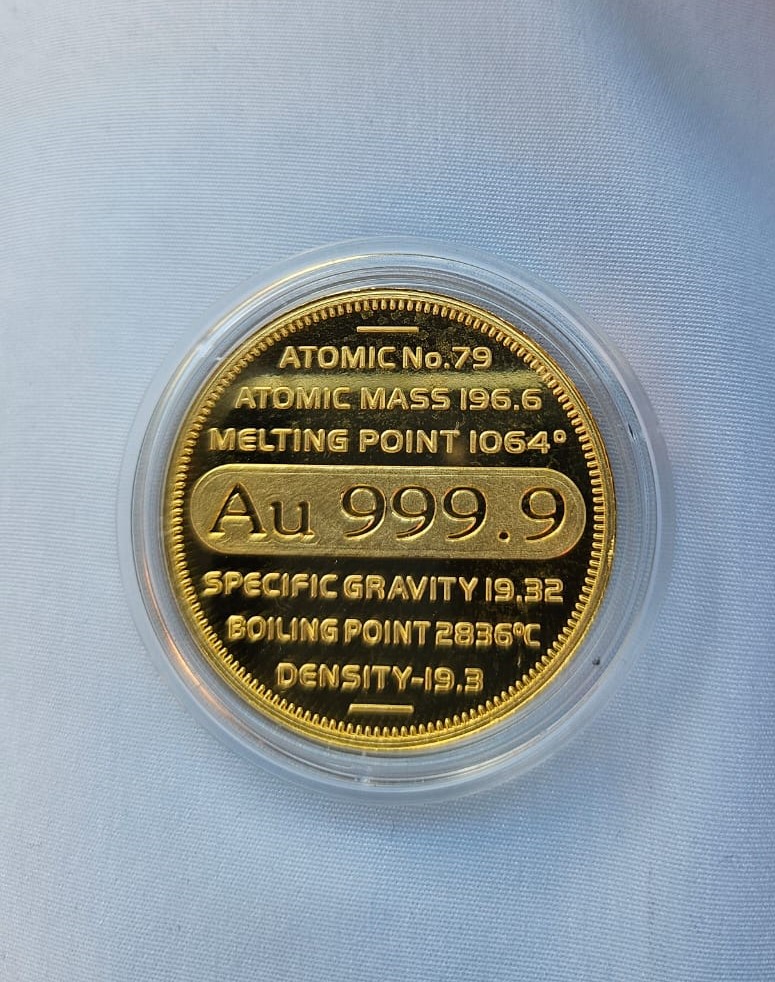 ATOMIC No.79
ATOMIC MASS 196.6
MELTING POINT 1064°
Au 999.9
SPECIFIC GRAVITY 19.32
BOILING POINT 2836°C
DENSITY-19.3